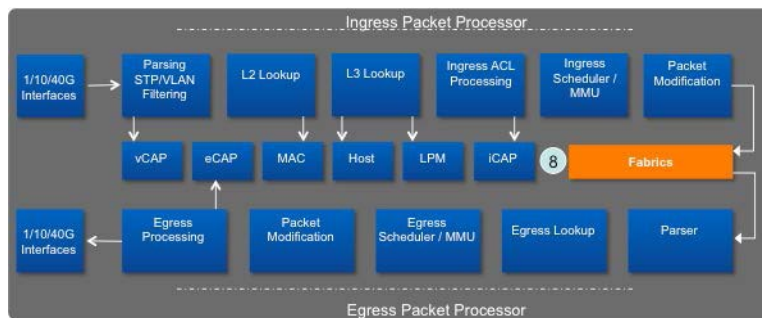 Ingress Packet Processor
1/10/40G
Interfaces
Parsing
STP/VLAN
Filtering
L2 Lookup
L3 Lookup
Ingress ACL
Processing
Ingress
Scheduler /
MMU
Packet
Modification
vCAP
eCAP
MAC
Host
LPM
iCAP
8
Fabrics
1/10/40G
Interfaces
Egress
Processing
Packet
Modification
Egress
Scheduler / MMU
Egress Lookup
Parser
Egress Packet Processor